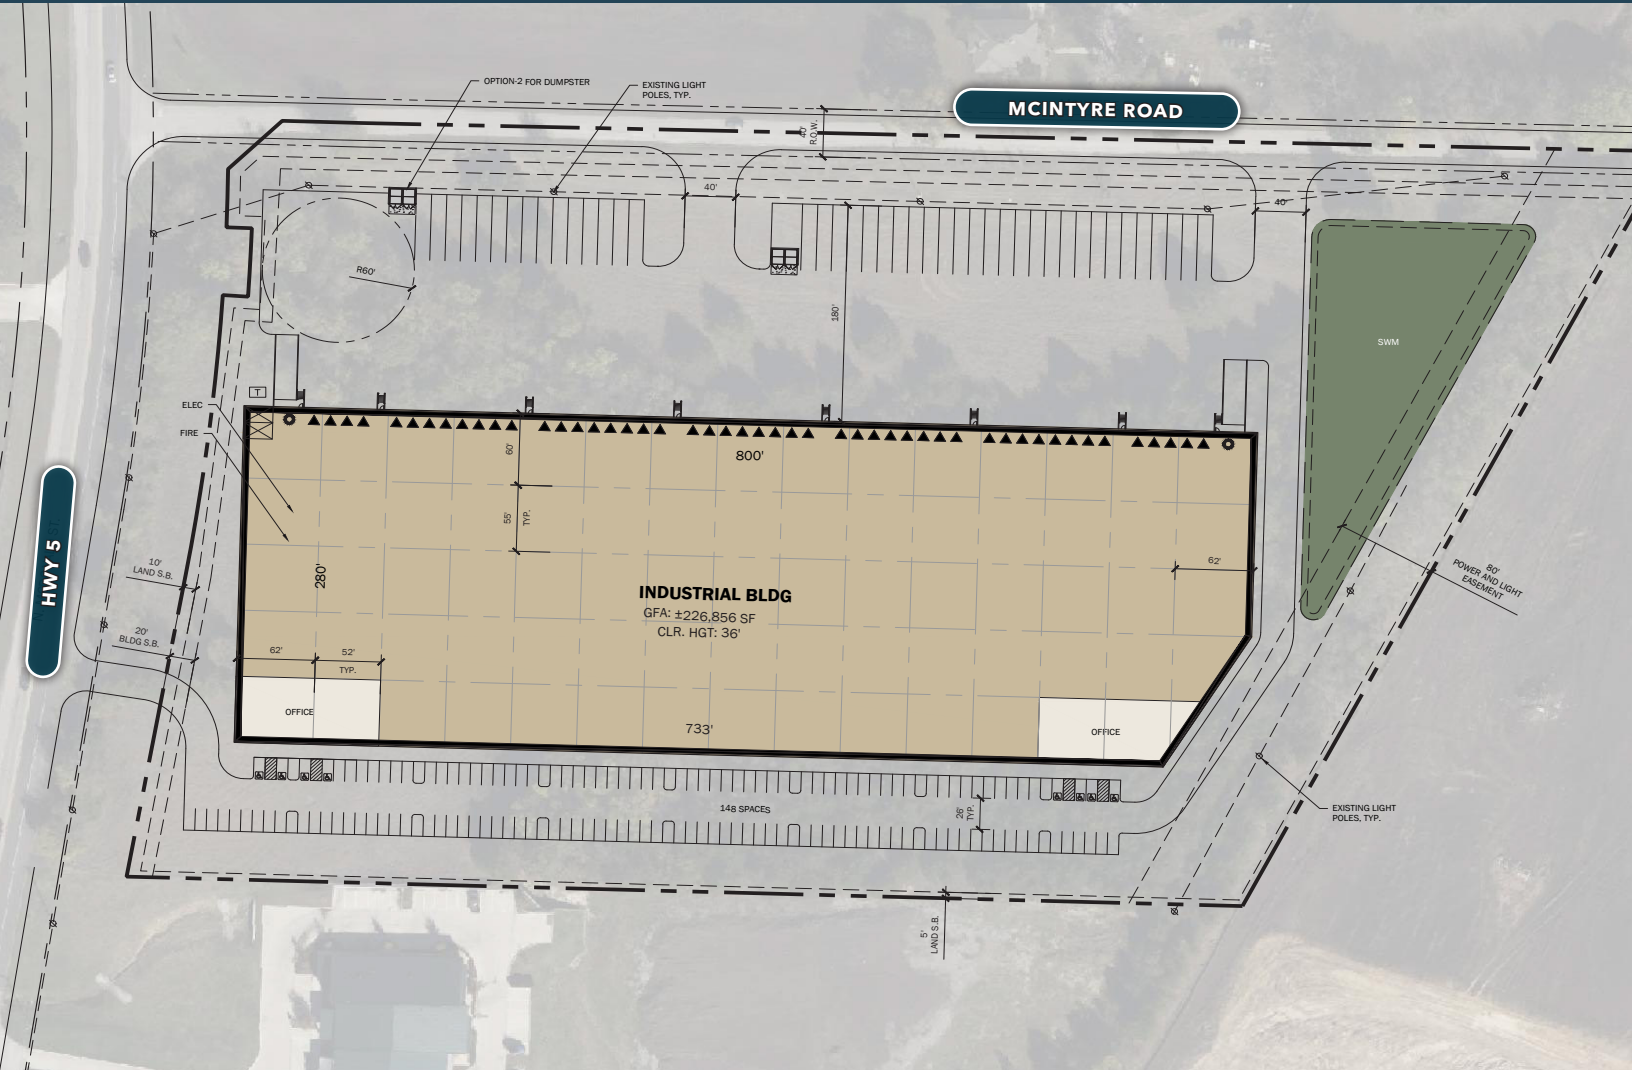 OPTION-2 FOR DUMPSTER
EXISTING LIGHT
POLES, TYP.
MCINTYRE ROAD
40'
R.O.W.
40'
40'
R60'
180'
SWM
T
ELEC
FIRE
60'
800'
55'
TYP.
HWY 5
10'
LAND S.B.
280'
62'
80'
POWER AND LIGHT
EASEMENT
INDUSTRIAL BLDG
GFA: ±226,856 SF
CLR. HGT: 36'
20'
BLDG S.B.
62'
52'
TYP.
OFFICE
733'
OFFICE
148 SPACES
26'
TYP.
EXISTING LIGHT
POLES, TYP.
5'
LAND S.B.